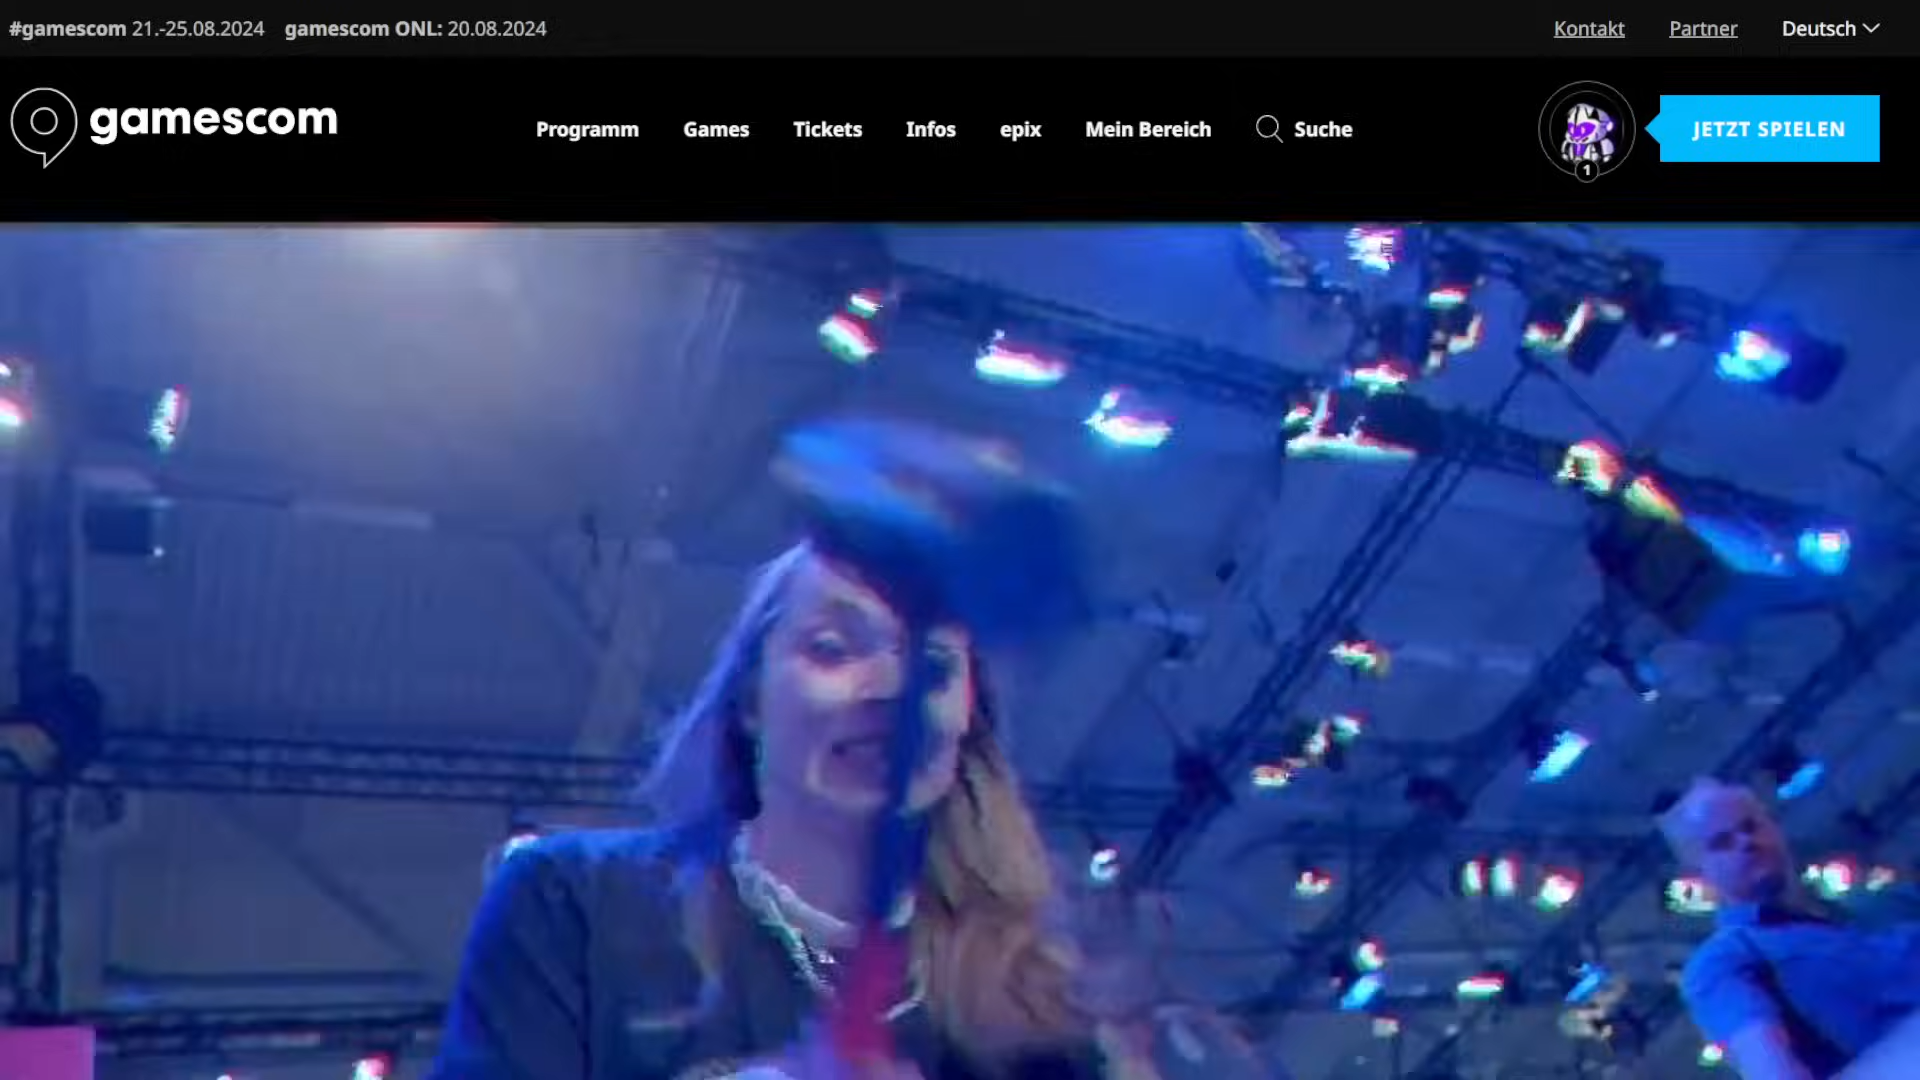 #gamescom 21.-25.08.2024 gamescom ONL: 20.08.2024
Kontakt Partner Deutsch
gamescom
Programm Games Tickets Infos epix Mein Bereich Suche
1
JETZT SPIELEN